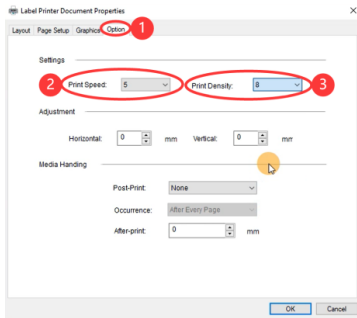 Label Printer Document Properties
Layout Page Setup Graphics Option 1
Settings
2 Print Speed: 5 Print Density: 8 3
Adjustment
Horizontal: 0 mm Vertical: 0 mm
Media Handing
Post-Print: None
Occurrence: After Every Page
After-print: 0 mm
OK Cancel